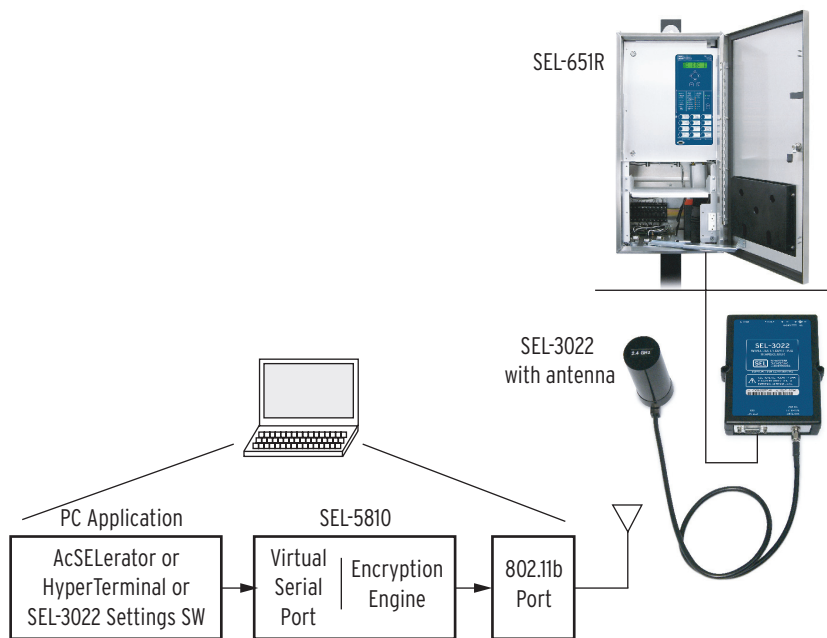 SEL-651R
SEL-3022
with antenna
2.4 GHz
SEL-3022
SEL
PC Application
SEL-5810
AcSELerator or
HyperTerminal or
SEL-3022 Settings SW
Virtual
Serial
Port
Encryption
Engine
802.11b
Port